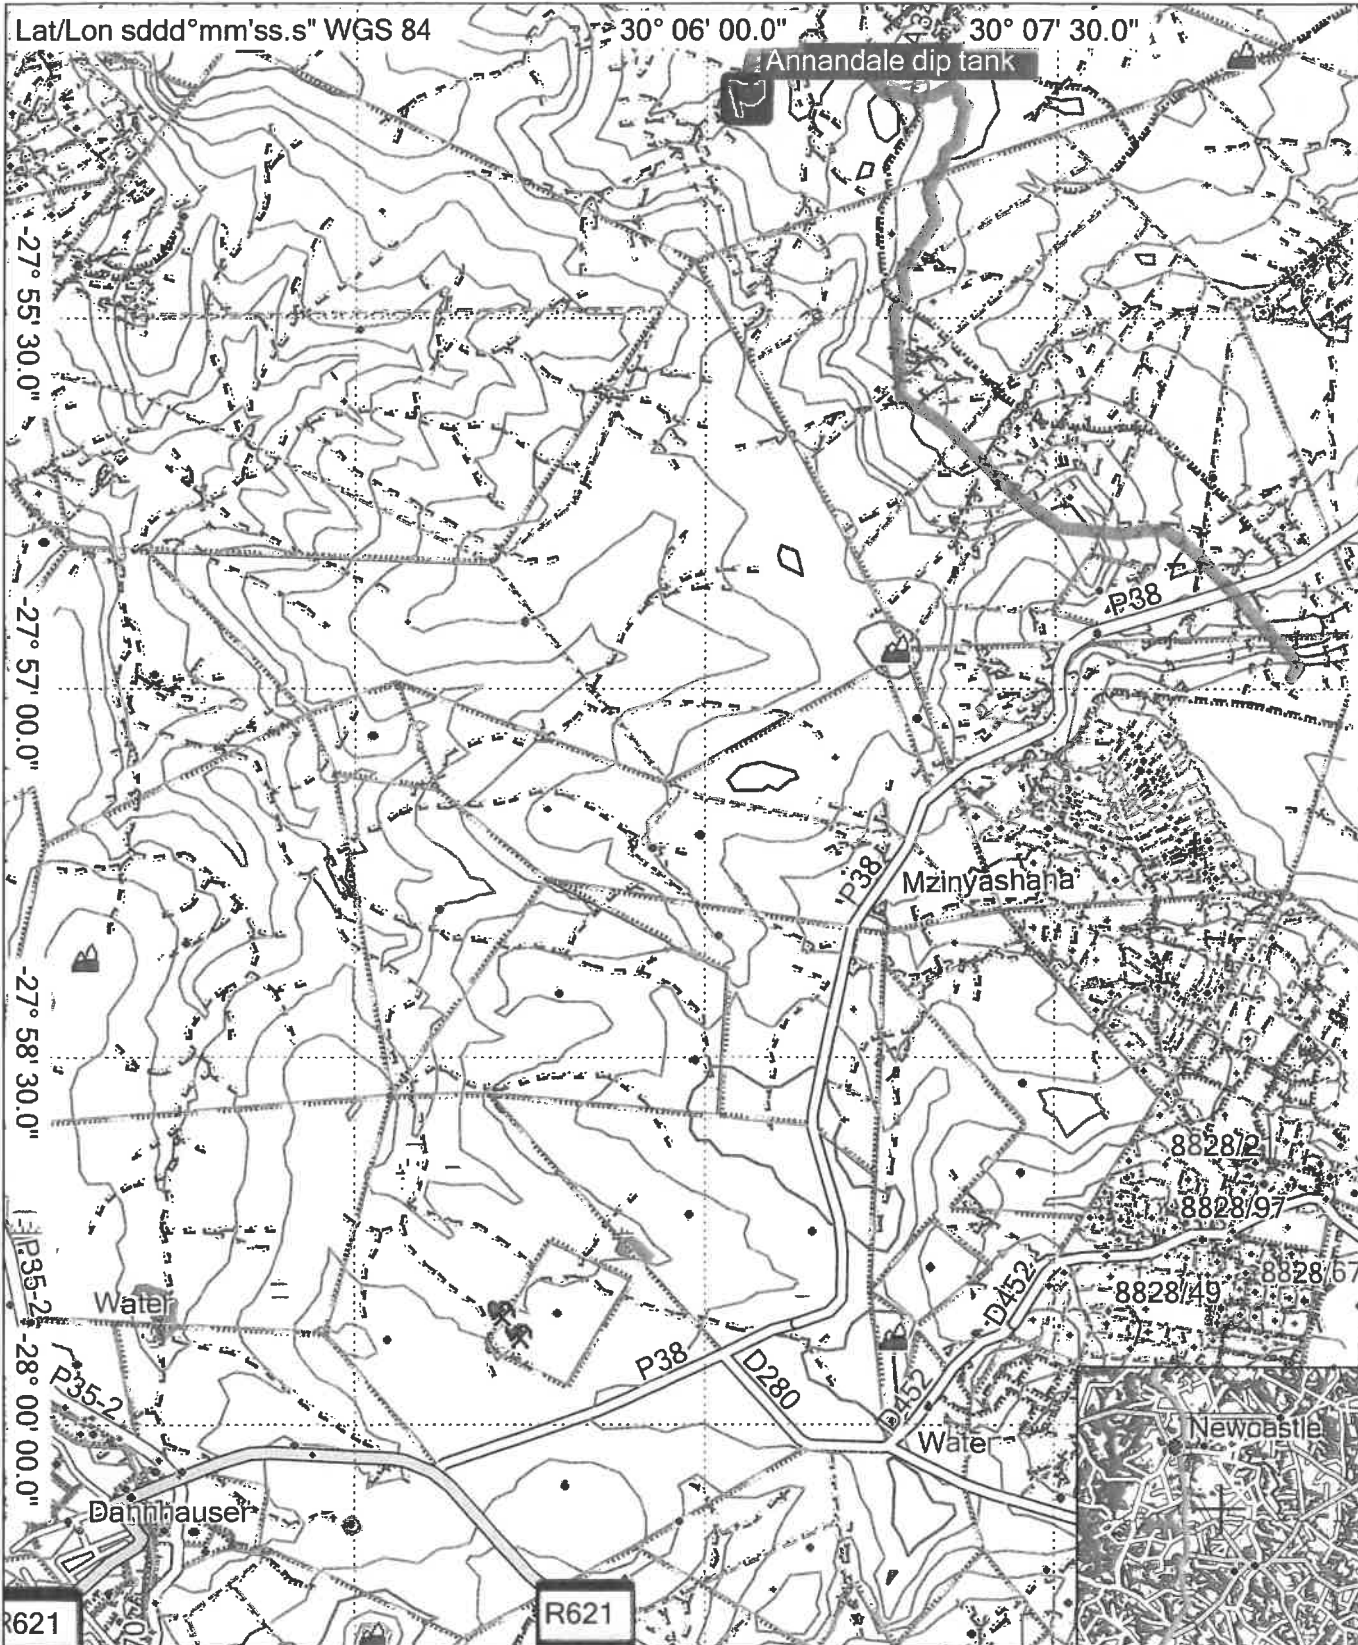 Lat/Lon sddd°mm'ss.s" WGS 84
30° 06' 00.0"
30° 07' 30.0"
Annandale dip tank
-27° 55' 30.0"
P38
-27° 57' 00.0"
P38
Mzinyashana
-27° 58' 30.0"
8828/2
8828/97
P35-2
D452
8828/67
8828/49
Water
P38
D280
P35-2
D452
-28° 00' 00.0"
Water
Newcastle
Dannhauser
R621
R621